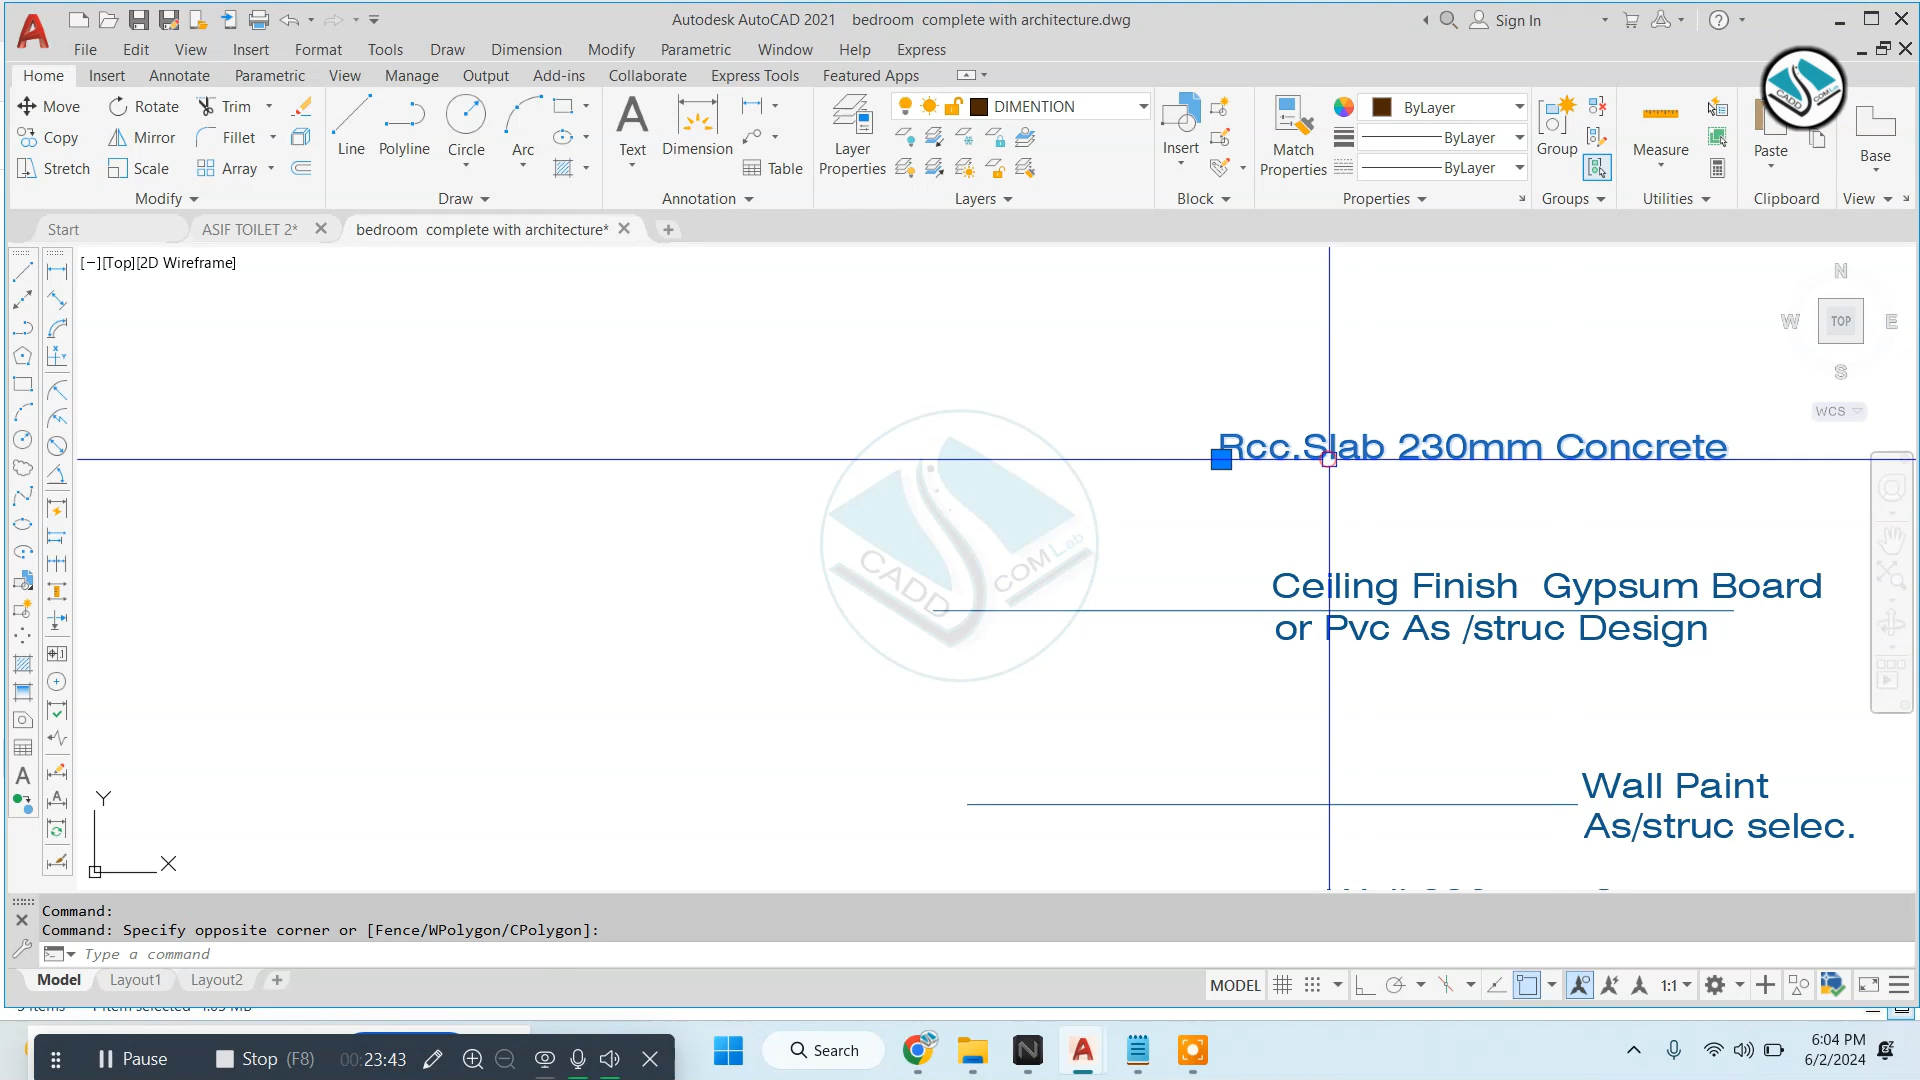 Autodesk AutoCAD 2021 bedroom complete with architecture.dwg
Sign In
File Edit View Insert Format Tools Draw Dimension Modify Parametric Window Help Express
Home Insert Annotate Parametric View Manage Output Add-ins Collaborate Express Tools Featured Apps
Move Rotate Trim
Copy Mirror Fillet
Stretch Scale Array
Line Polyline Circle Arc
Text Dimension Table
Layer Properties
DIMENTION
Insert
Match Properties
ByLayer
ByLayer
ByLayer
Group
Measure
Paste
Base
Modify Draw Annotation Layers Block Properties Groups Utilities Clipboard View
Start ASIF TOILET 2* bedroom complete with architecture*
[−][Top][2D Wireframe]
N
W TOP E
S
WCS
Rcc.Slab 230mm Concrete
Ceiling Finish Gypsum Board
or Pvc As /struc Design
CADD COM Lab
Wall Paint
As/struc selec.
Y
X
Command:
Command: Specify opposite corner or [Fence/WPolygon/CPolygon]:
Type a command
Model Layout1 Layout2
MODEL 1:1
Pause Stop (F8) 00:23:43
Search
6:04 PM
6/2/2024